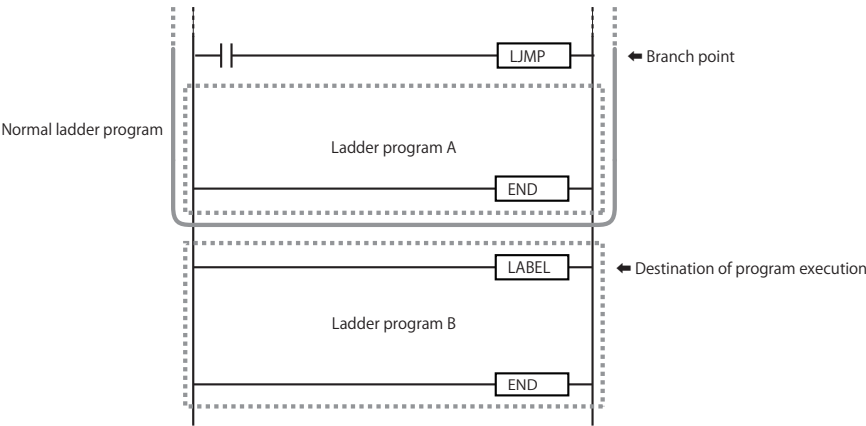 LJMP
Branch point
Normal ladder program
Ladder program A
END
LABEL
Destination of program execution
Ladder program B
END